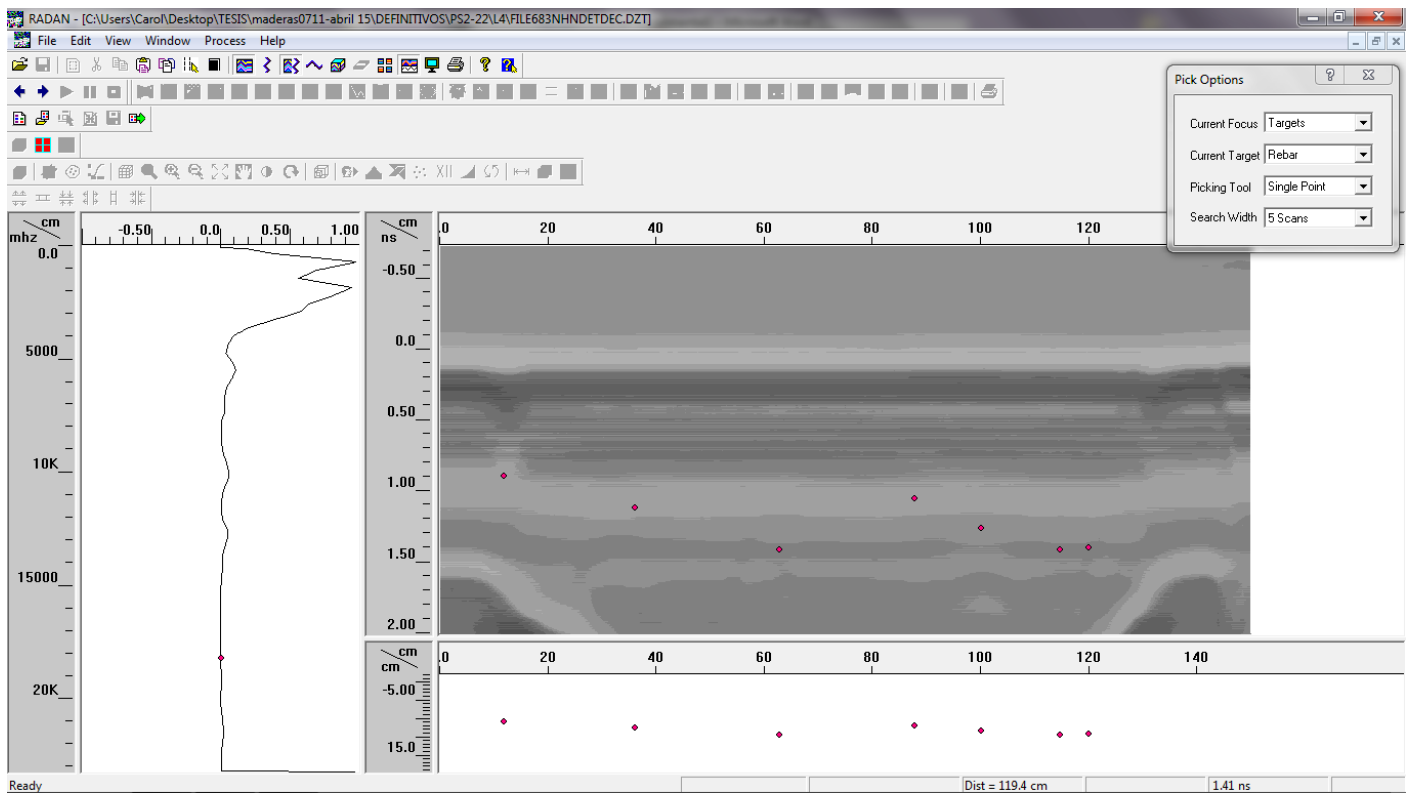 RADAN - [C:\Users\Carol\Desktop\TESIS\maderas0711-abril 15\DEFINITIVOS\PS2-22\L4\FILE683NHNDETDEC.DZT]
File Edit View Window Process Help
Pick Options
Current Focus Targets
Current Target Rebar
Picking Tool Single Point
Search Width 5 Scans
cm
mhz
-0.50 0.0 0.50 1.00
0.0
5000
10K
15000
20K
cm
ns
.0 20 40 60 80 100 120
-0.50
0.0
0.50
1.00
1.50
2.00
cm
cm
.0 20 40 60 80 100 120 140
-5.00
15.0
Ready Dist = 119.4 cm 1.41 ns